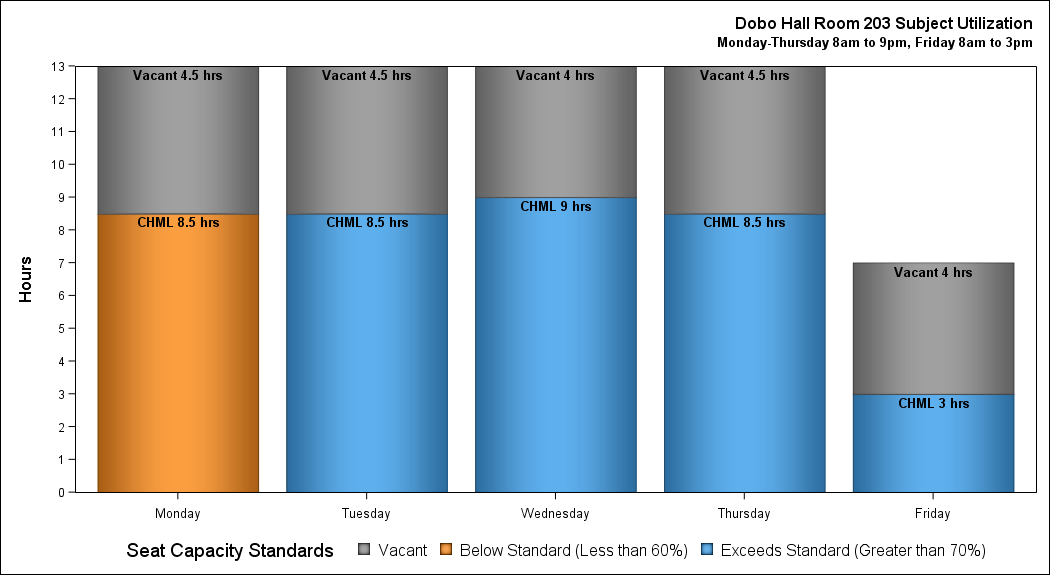 Dobo Hall Room 203 Subject Utilization
Monday-Thursday 8am to 9pm, Friday 8am to 3pm
Hours
13
12
11
10
9
8
7
6
5
4
3
2
1
0
Vacant 4.5 hrs
CHML 8.5 hrs
Vacant 4.5 hrs
CHML 8.5 hrs
Vacant 4 hrs
CHML 9 hrs
Vacant 4.5 hrs
CHML 8.5 hrs
Vacant 4 hrs
CHML 3 hrs
Monday Tuesday Wednesday Thursday Friday
Seat Capacity Standards Vacant Below Standard (Less than 60%) Exceeds Standard (Greater than 70%)